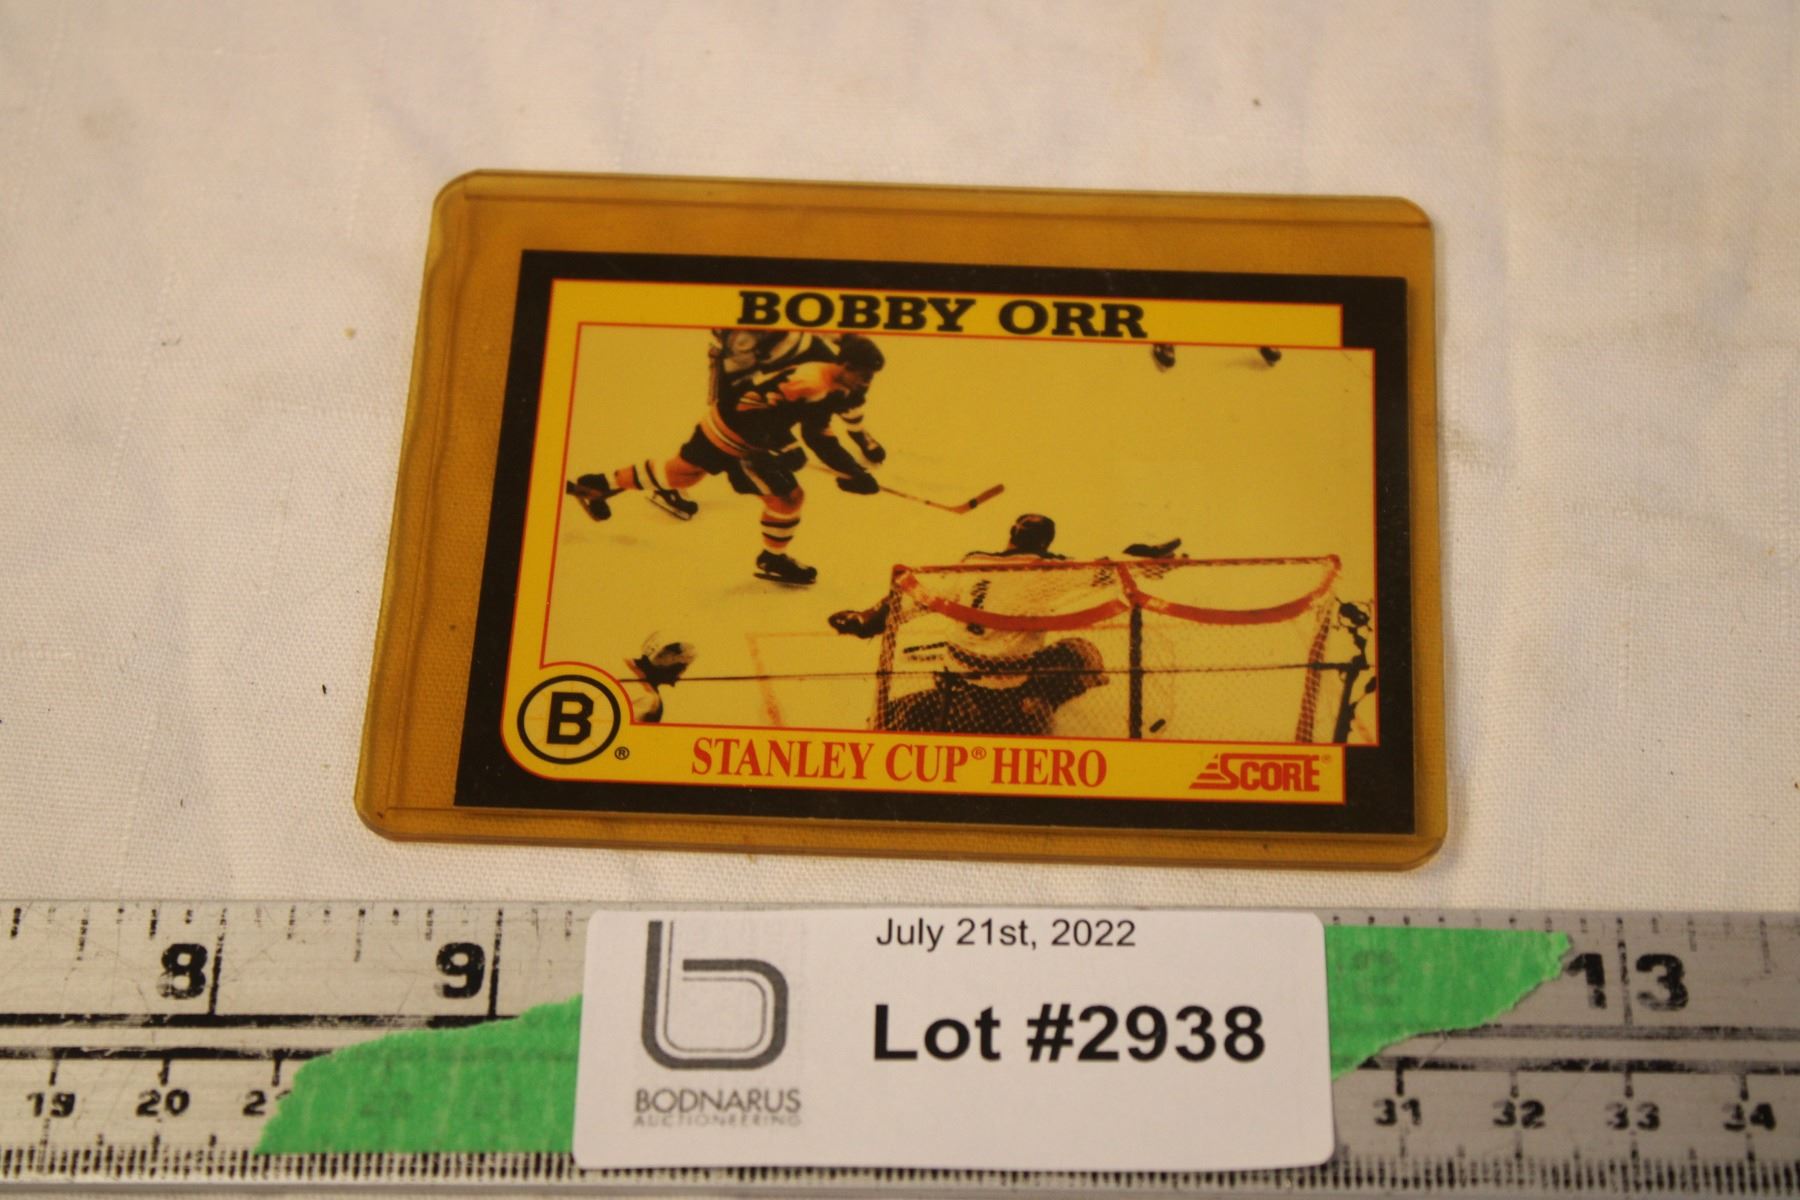 BOBBY ORR
B®
STANLEY CUP® HERO
SCORE®
8 9 13
July 21st, 2022
Lot #2938
BODNARUS
AUCTIONEERING
19 20 31 32 33 34